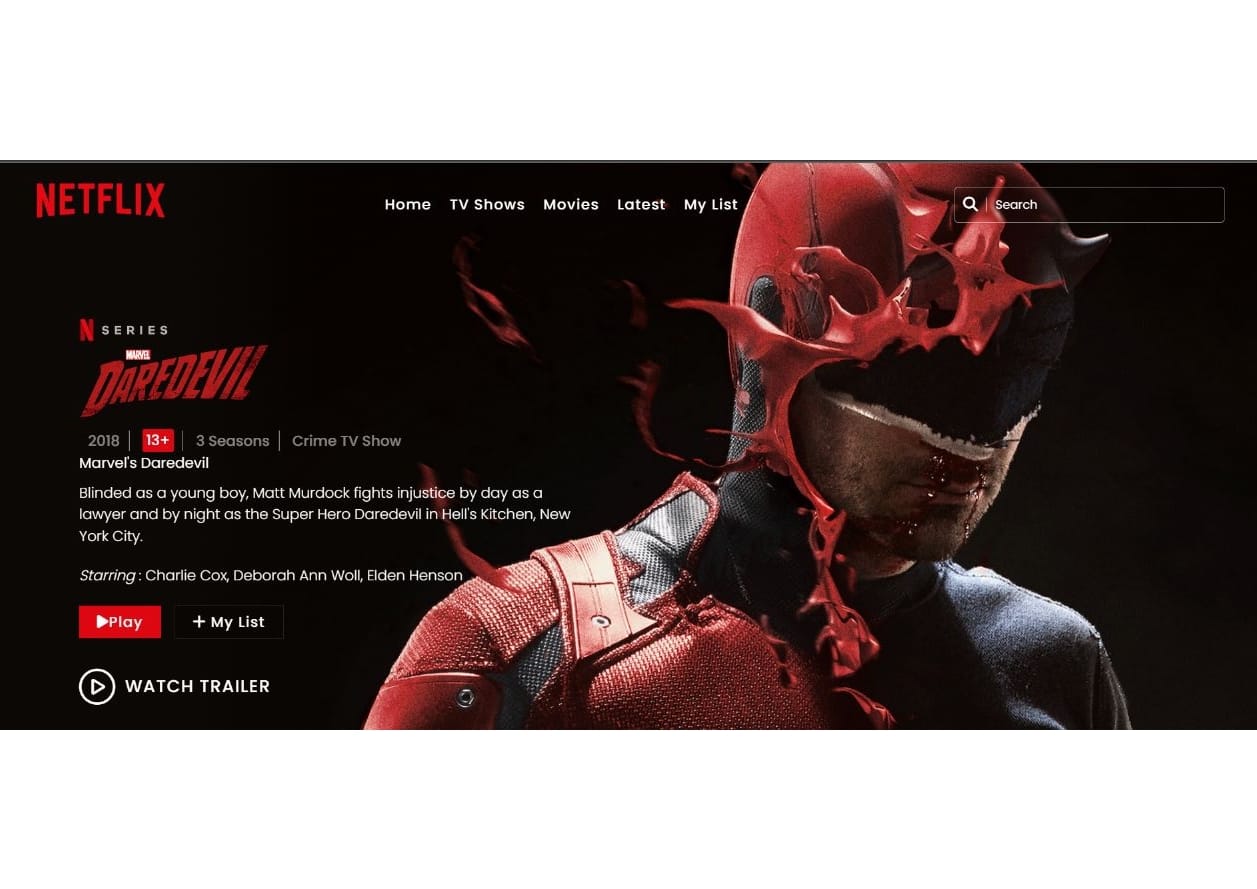 NETFLIX
Home TV Shows Movies Latest My List
Search
N SERIES
MARVEL
DAREDEVIL
2018 | 13+ | 3 Seasons | Crime TV Show
Marvel's Daredevil
Blinded as a young boy, Matt Murdock fights injustice by day as a
lawyer and by night as the Super Hero Daredevil in Hell's Kitchen, New
York City.
Starring : Charlie Cox, Deborah Ann Woll, Elden Henson
Play + My List
WATCH TRAILER